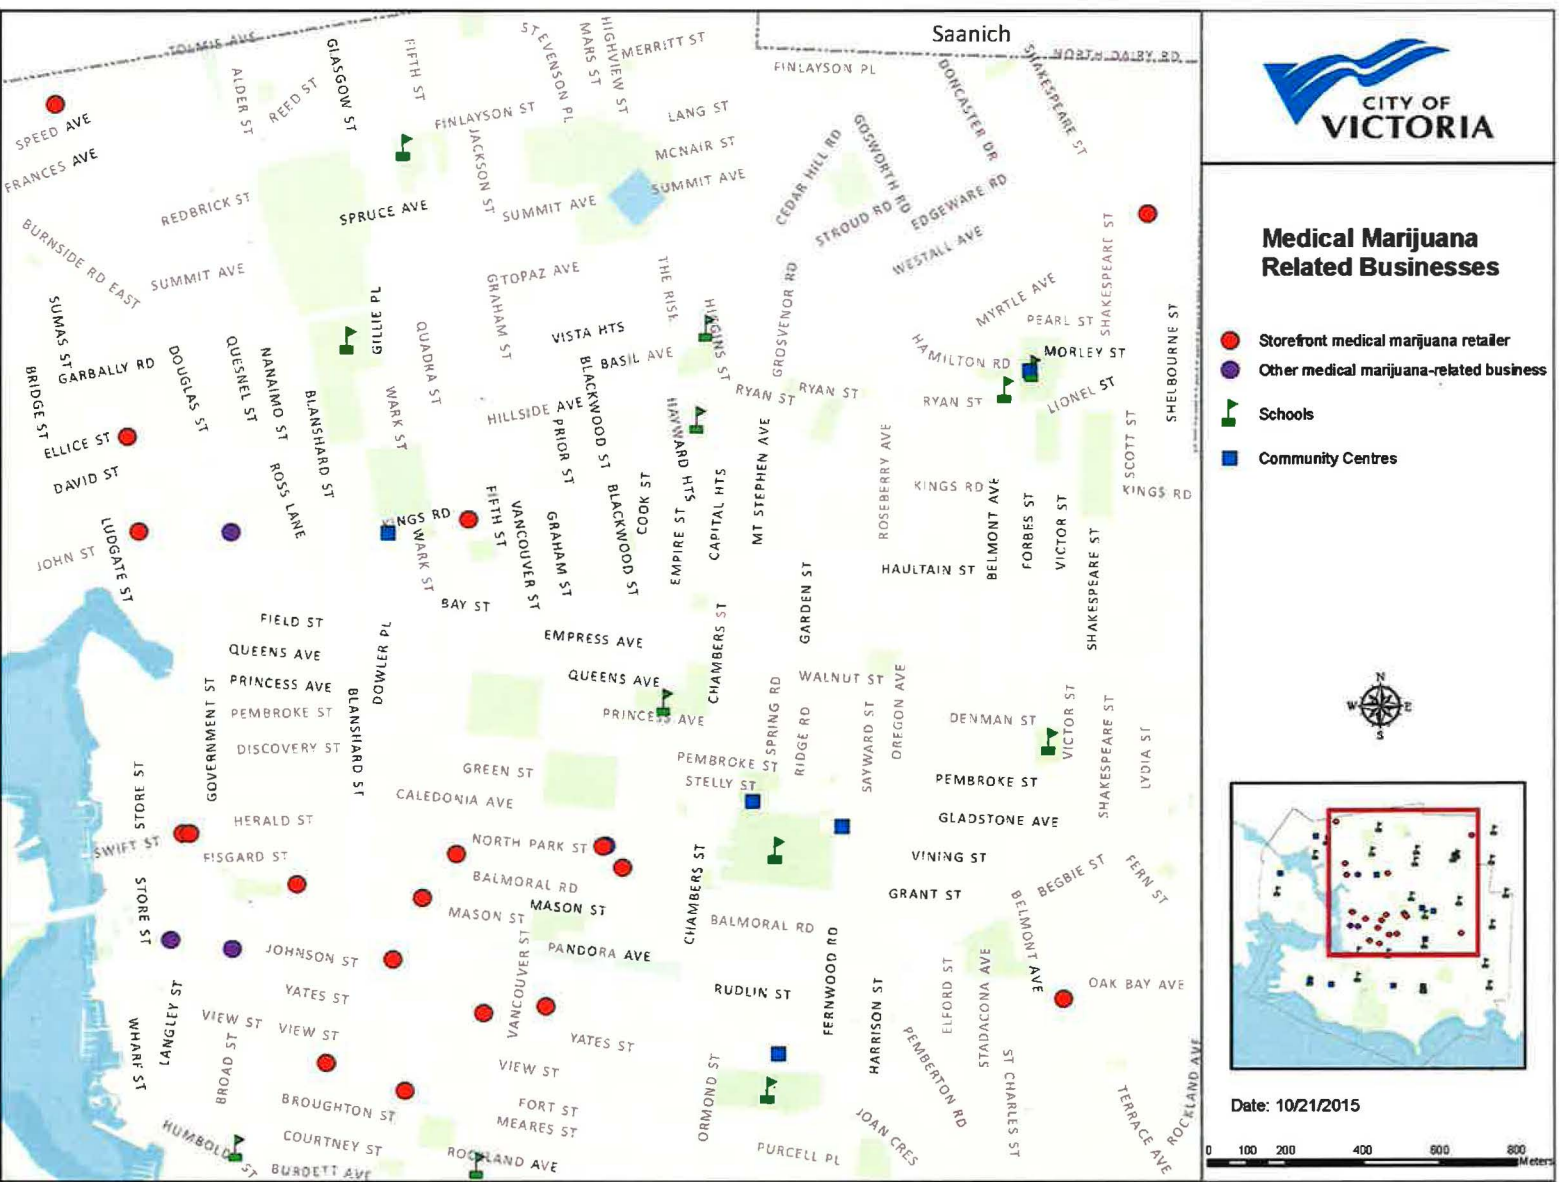 Saanich
TOLMIE AVE
GLASGOW ST
FIFTH ST
STEVENSON PL
MARS ST
HIGHVIEW ST
MERRITT ST
FINLAYSON PL
DONCASTER DR
SHAKESPEARE ST
NORTH DAIRY RD
SPEED AVE
FRANCES AVE
ALDER ST
REED ST
FINLAYSON ST
JACKSON ST
LANG ST
MCNAIR ST
SUMMIT AVE
CEDAR HILL RD
GOSWORTH RD
STROUD RD
EDGEWARE RD
WESTALL AVE
BURNSIDE RD EAST
REDBRICK ST
SPRUCE AVE
SUMMIT AVE
SUMMIT AVE
TOPAZ AVE
GRAHAM ST
THE RISE
HIGGINS ST
GROSVENOR RD
MYRTLE AVE
PEARL ST
SHAKESPEARE ST
SHELBOURNE ST
SUMAS ST
GARBALLY RD
BRIDGE ST
DOUGLAS ST
QUESNEL ST
NANAIMO ST
BLANSHARD ST
GILLIE PL
QUADRA ST
WARK ST
VISTA HTS
BASIL AVE
BLACKWOOD ST
HILLSIDE AVE
PRIOR ST
HAYWARD HTS
RYAN ST
RYAN ST
HAMILTON RD
MORLEY ST
RYAN ST
LIONEL ST
SCOTT ST
ELLICE ST
DAVID ST
ROSS LANE
LUDGATE ST
JOHN ST
KINGS RD
WARK ST
FIFTH ST
VANCOUVER ST
GRAHAM ST
BLACKWOOD ST
COOK ST
EMPIRE ST
CAPITAL HTS
MT STEPHEN AVE
ROSEBERRY AVE
KINGS RD
BELMONT AVE
FORBES ST
VICTOR ST
KINGS RD
HAULTAIN ST
SHAKESPEARE ST
BAY ST
FIELD ST
QUEENS AVE
PRINCESS AVE
PEMBROKE ST
DISCOVERY ST
GOVERNMENT ST
BLANSHARD ST
DOWLER PL
EMPRESS AVE
QUEENS AVE
PRINCESS AVE
CHAMBERS ST
GARDEN ST
WALNUT ST
SPRING RD
RIDGE RD
SAYWARD ST
OREGON AVE
DENMAN ST
VICTOR ST
SHAKESPEARE ST
LYDIA ST
PEMBROKE ST
STELLY ST
PEMBROKE ST
GLADSTONE AVE
GREEN ST
CALEDONIA AVE
STORE ST
SWIFT ST
HERALD ST
FISGARD ST
NORTH PARK ST
BALMORAL RD
MASON ST
MASON ST
VINING ST
GRANT ST
BEGBIE ST
FERN ST
STORE ST
JOHNSON ST
VANCOUVER ST
PANDORA AVE
CHAMBERS ST
BALMORAL RD
BELMONT AVE
OAK BAY AVE
YATES ST
VIEW ST
VIEW ST
LANGLEY ST
WHARF ST
BROAD ST
YATES ST
VIEW ST
RUDLIN ST
FERNWOOD RD
HARRISON ST
ELFORD ST
STADACONA AVE
PEMBERTON RD
ST CHARLES ST
BROUGHTON ST
COURTNEY ST
BURDETT AVE
HUMBOLDT ST
FORT ST
MEARES ST
ROCKLAND AVE
ORMOND ST
PURCELL PL
JOAN CRES
TERRACE AVE
ROCKLAND AVE
CITY OF
VICTORIA
Medical Marijuana
Related Businesses
Storefront medical marijuana retailer
Other medical marijuana-related business
Schools
Community Centres
N
W E
S
Date: 10/21/2015
0 100 200 400 600 800
Meters